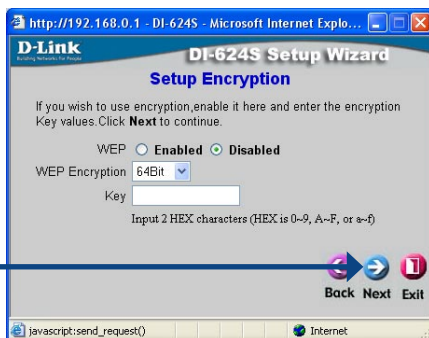 http://192.168.0.1 - DI-624S - Microsoft Internet Explo...
D-Link
Building Networks for People
DI-624S Setup Wizard
Setup Encryption
If you wish to use encryption,enable it here and enter the encryption
Key values.Click Next to continue.
WEP Enabled Disabled
WEP Encryption 64Bit
Key
Input 2 HEX characters (HEX is 0~9, A~F, or a~f)
Back Next Exit
javascript:send_request() Internet